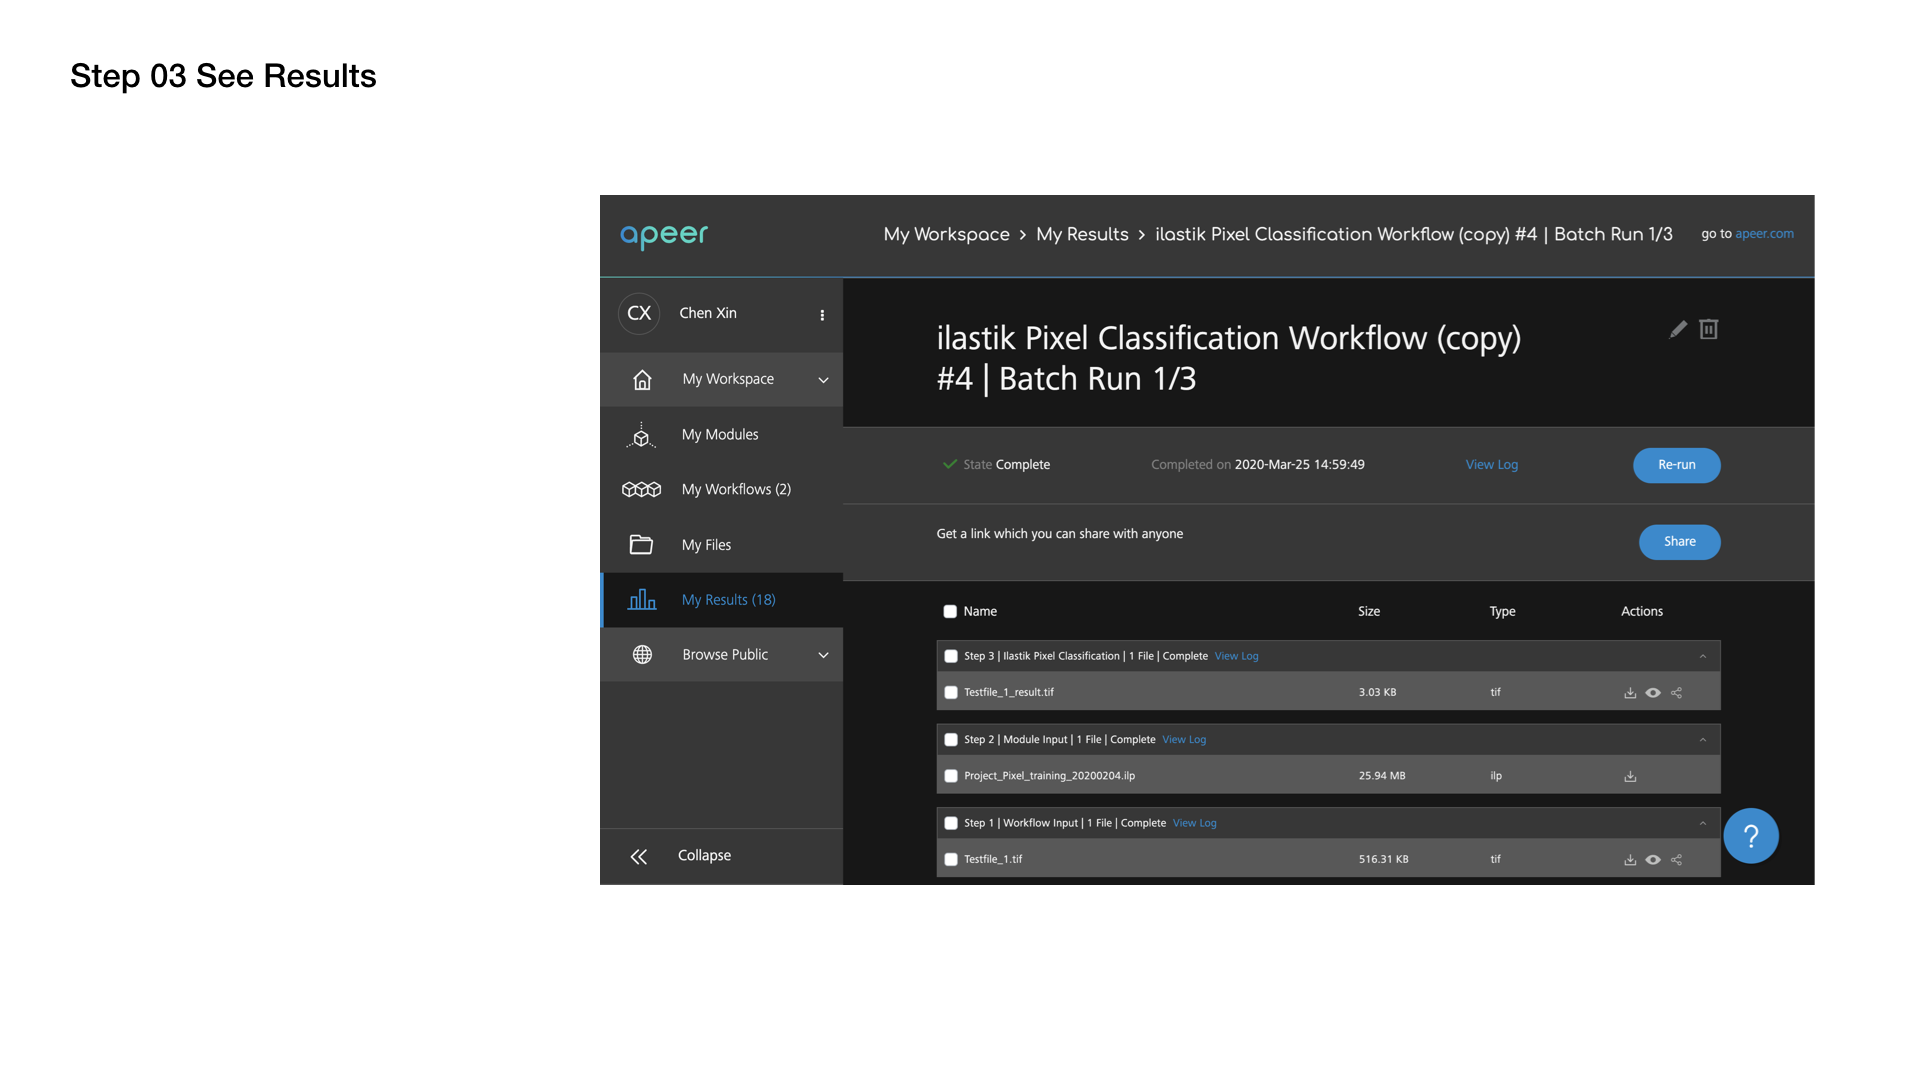 Step 03 See Results
apeer
My Workspace > My Results > ilastik Pixel Classification Workflow (copy) #4 | Batch Run 1/3
go to apeer.com
CX
Chen Xin
My Workspace
My Modules
My Workflows (2)
My Files
My Results (18)
Browse Public
Collapse
ilastik Pixel Classification Workflow (copy)
#4 | Batch Run 1/3
State Complete
Completed on 2020-Mar-25 14:59:49
View Log
Re-run
Get a link which you can share with anyone
Share
Name Size Type Actions
Step 3 | Ilastik Pixel Classification | 1 File | Complete View Log
Testfile_1_result.tif 3.03 KB tif
Step 2 | Module Input | 1 File | Complete View Log
Project_Pixel_training_20200204.ilp 25.94 MB ilp
Step 1 | Workflow Input | 1 File | Complete View Log
Testfile_1.tif 516.31 KB tif
?